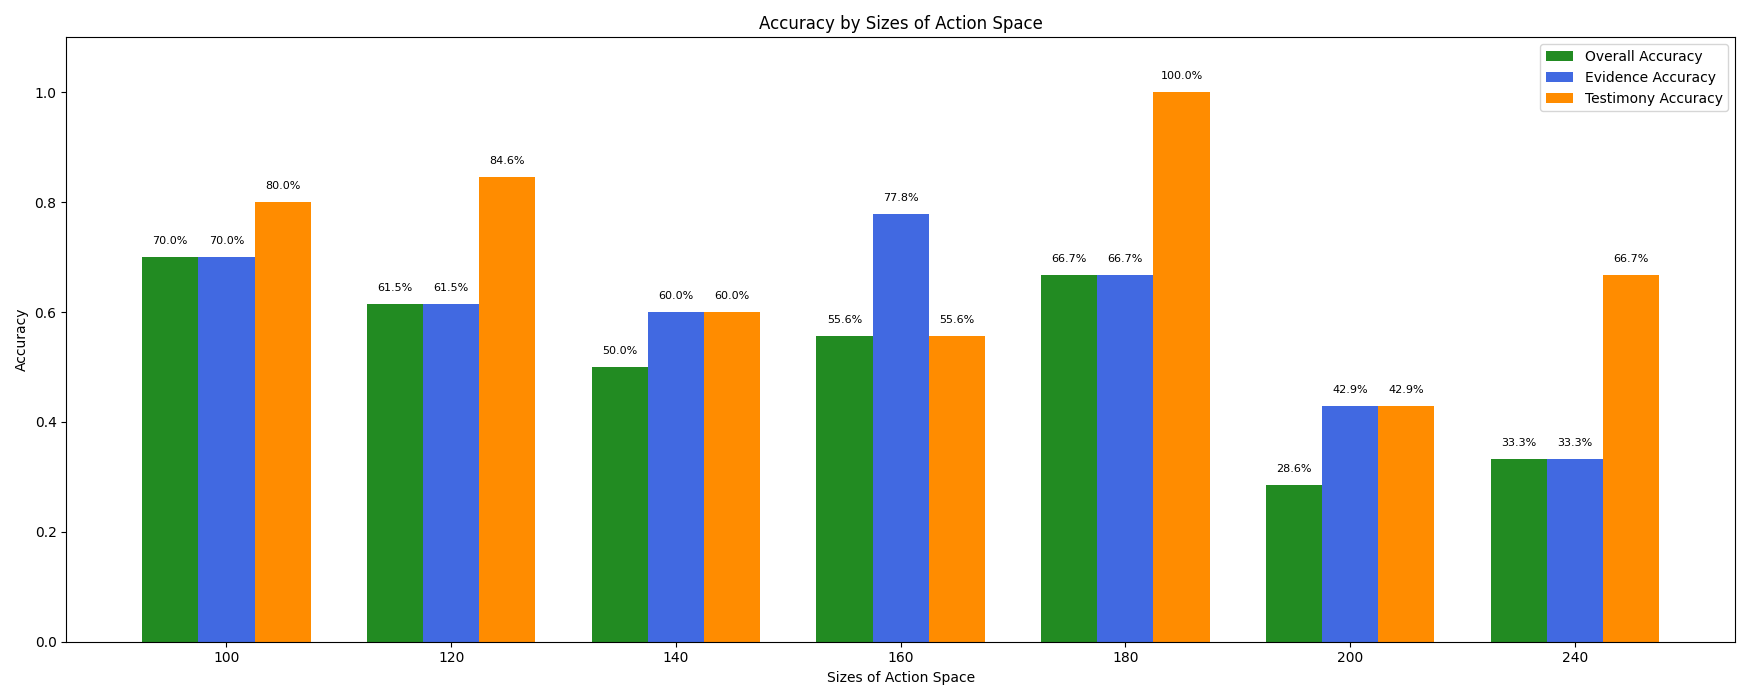 Accuracy by Sizes of Action Space
Overall Accuracy
Evidence Accuracy
Testimony Accuracy
Accuracy
1.0
0.8
0.6
0.4
0.2
0.0
70.0% 70.0% 80.0%
61.5% 61.5% 84.6%
50.0% 60.0% 60.0%
55.6% 77.8% 55.6%
66.7% 66.7% 100.0%
28.6% 42.9% 42.9%
33.3% 33.3% 66.7%
100 120 140 160 180 200 240
Sizes of Action Space